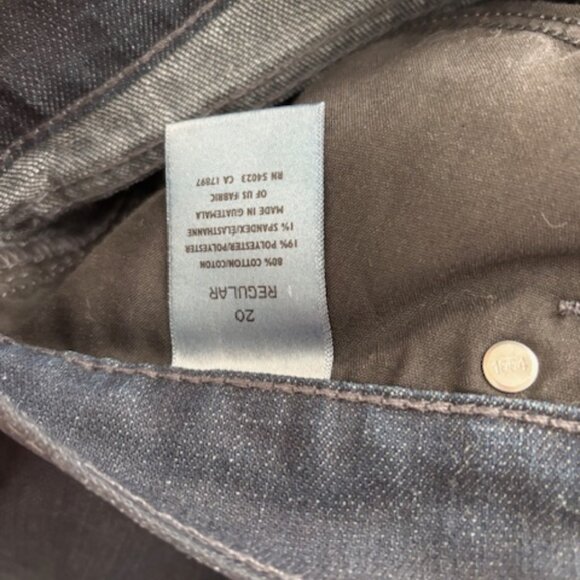 20
REGULAR
80% COTTON/COTON
19% POLYESTER/POLYESTER
1% SPANDEX/ÉLASTHANNE
MADE IN GUATEMALA
OF US FABRIC
RN 54023 CA 17897